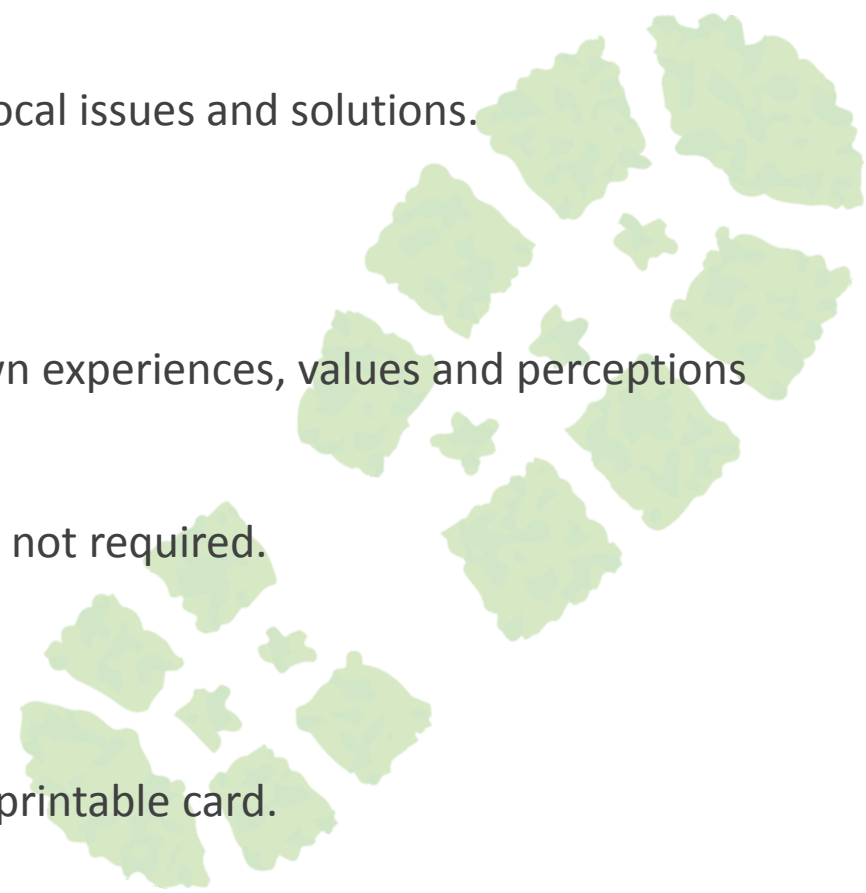 ocal issues and solutions.
n experiences, values and perceptions
not required.
printable card.